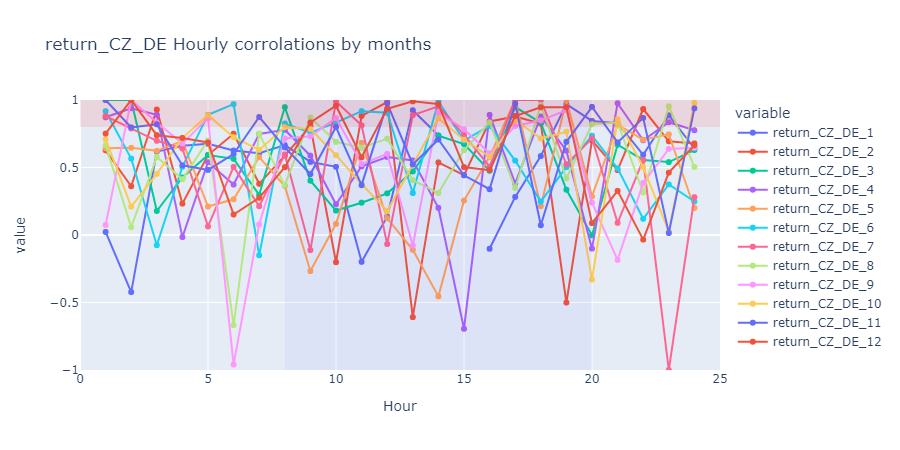 return_CZ_DE Hourly corrolations by months
1
0.5
0
−0.5
−1
0
5
10
15
20
25
Hour
value
variable
return_CZ_DE_1
return_CZ_DE_2
return_CZ_DE_3
return_CZ_DE_4
return_CZ_DE_5
return_CZ_DE_6
return_CZ_DE_7
return_CZ_DE_8
return_CZ_DE_9
return_CZ_DE_10
return_CZ_DE_11
return_CZ_DE_12